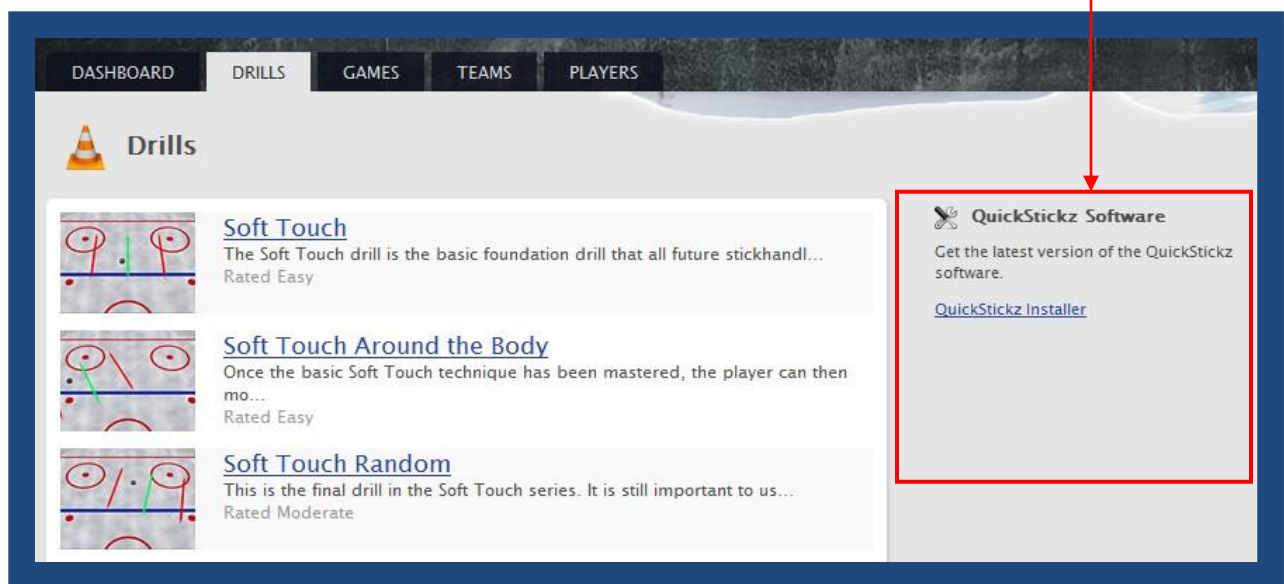 DASHBOARD DRILLS GAMES TEAMS PLAYERS
Drills
Soft Touch
The Soft Touch drill is the basic foundation drill that all future stickhandl...
Rated Easy
Soft Touch Around the Body
Once the basic Soft Touch technique has been mastered, the player can then
mo...
Rated Easy
Soft Touch Random
This is the final drill in the Soft Touch series. It is still important to us...
Rated Moderate
QuickStickz Software
Get the latest version of the QuickStickz
software.
QuickStickz Installer